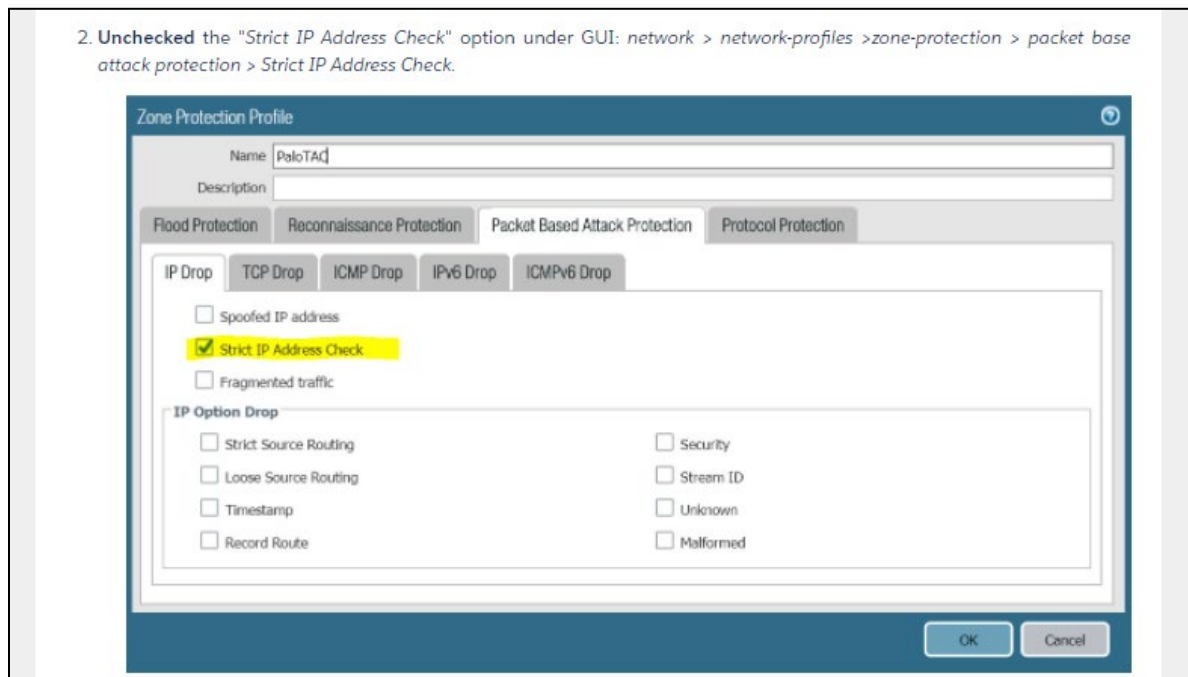 2. Unchecked the "Strict IP Address Check" option under GUI: network > network-profiles >zone-protection > packet base
attack protection > Strict IP Address Check.
Zone Protection Profile
Name PaloTAC
Description
Flood Protection Reconnaissance Protection Packet Based Attack Protection Protocol Protection
IP Drop TCP Drop ICMP Drop IPv6 Drop ICMPv6 Drop
Spoofed IP address
Strict IP Address Check
Fragmented traffic
IP Option Drop
Strict Source Routing Security
Loose Source Routing Stream ID
Timestamp Unknown
Record Route Malformed
OK Cancel